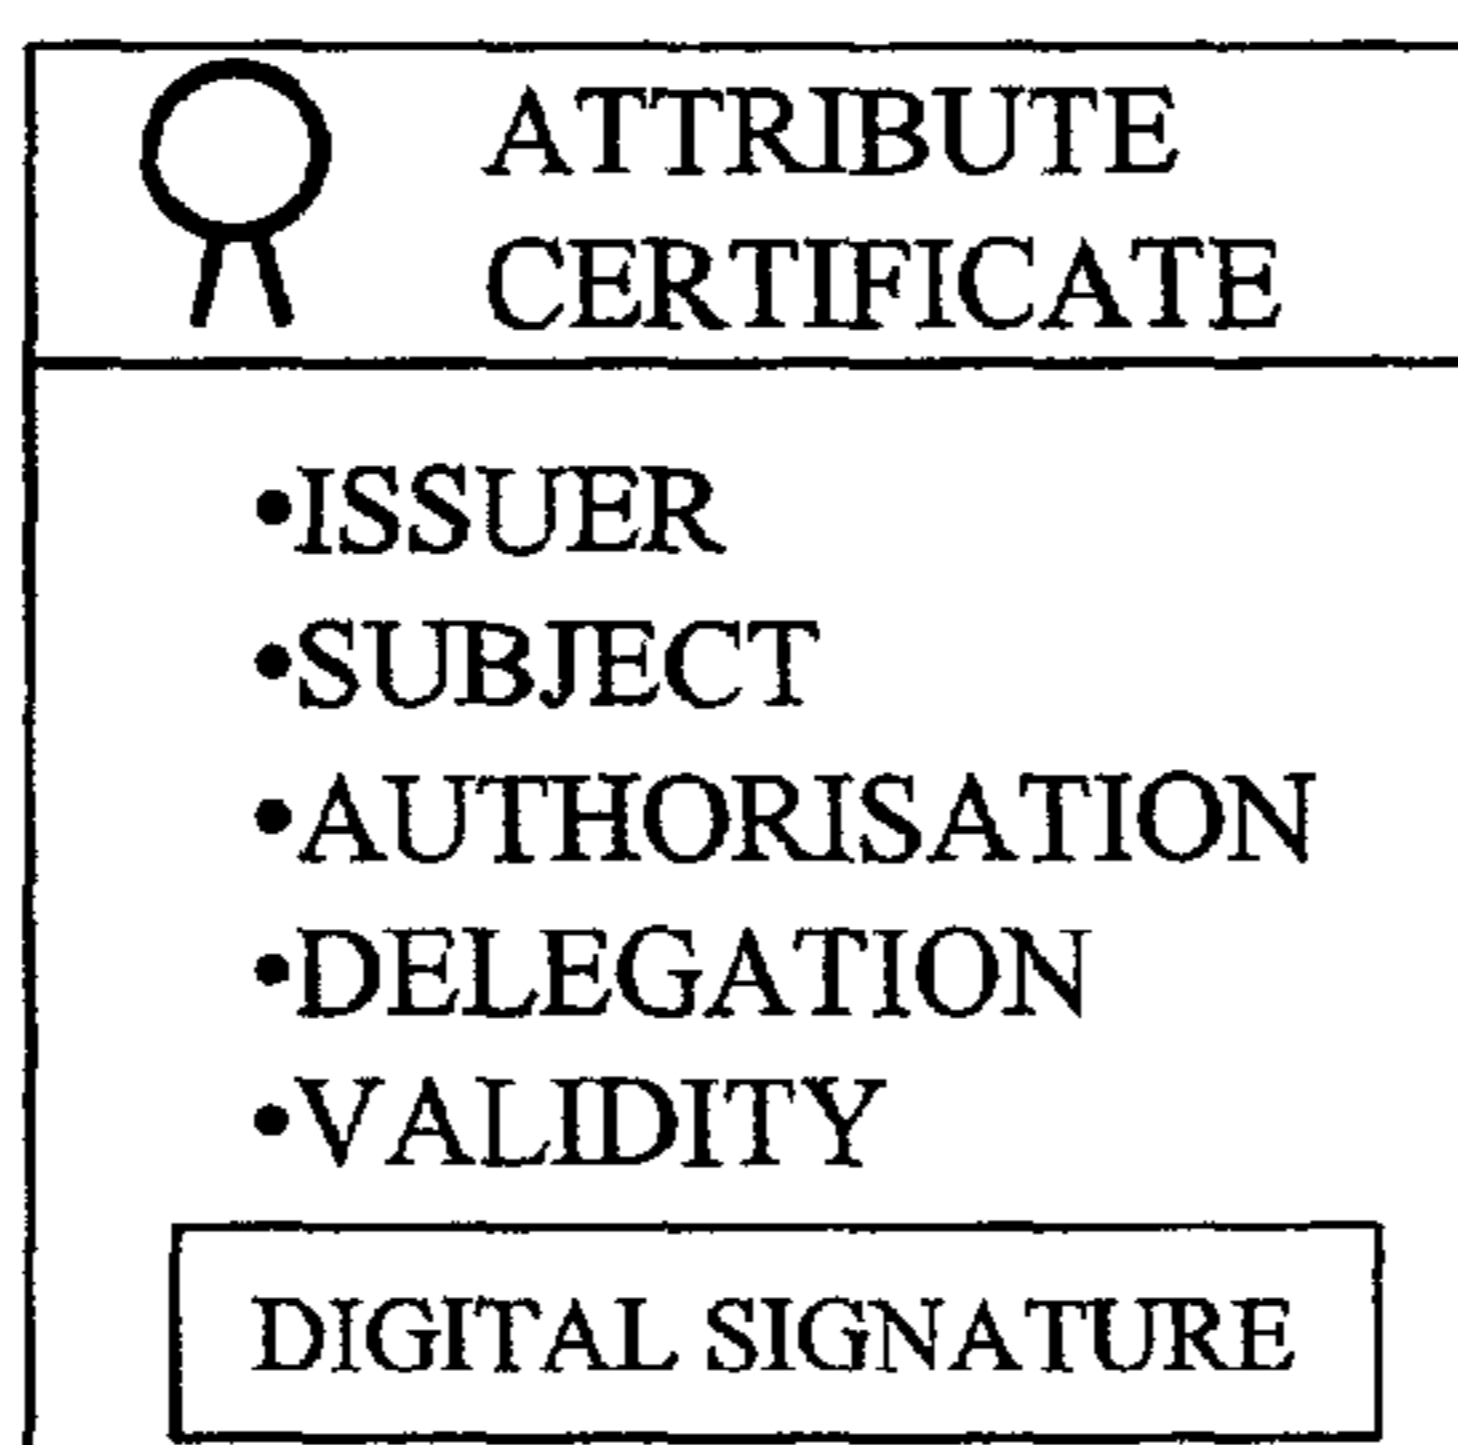 ATTRIBUTE
CERTIFICATE
•ISSUER
•SUBJECT
•AUTHORISATION
•DELEGATION
•VALIDITY
DIGITAL SIGNATURE